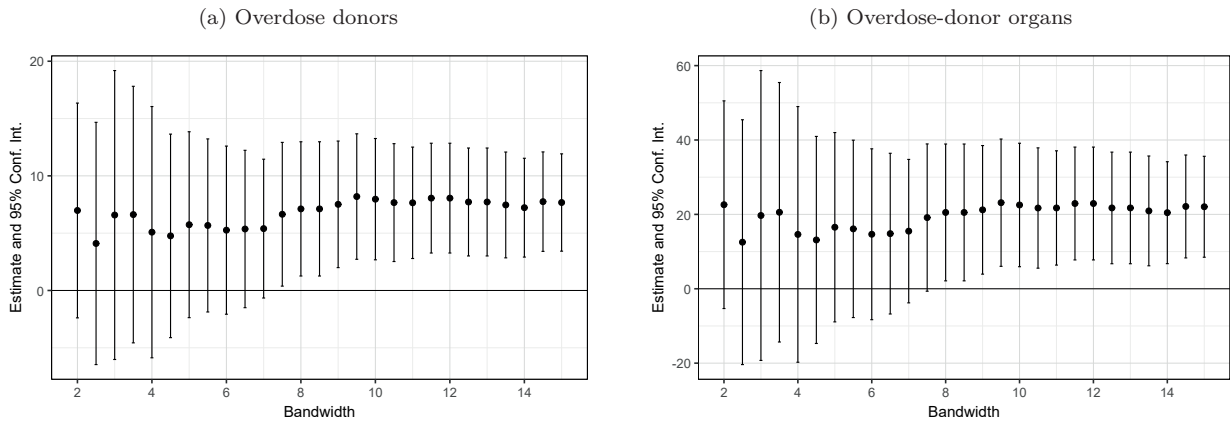 (a) Overdose donors
20
10
0
Estimate and 95% Conf. Int.
2 4 6 8 10 12 14
Bandwidth
(b) Overdose-donor organs
60
40
20
0
-20
Estimate and 95% Conf. Int.
2 4 6 8 10 12 14
Bandwidth